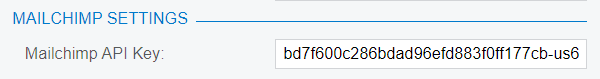 MAILCHIMP SETTINGS
Mailchimp API Key: bd7f600c286bdad96efd883f0ff177cb-us6